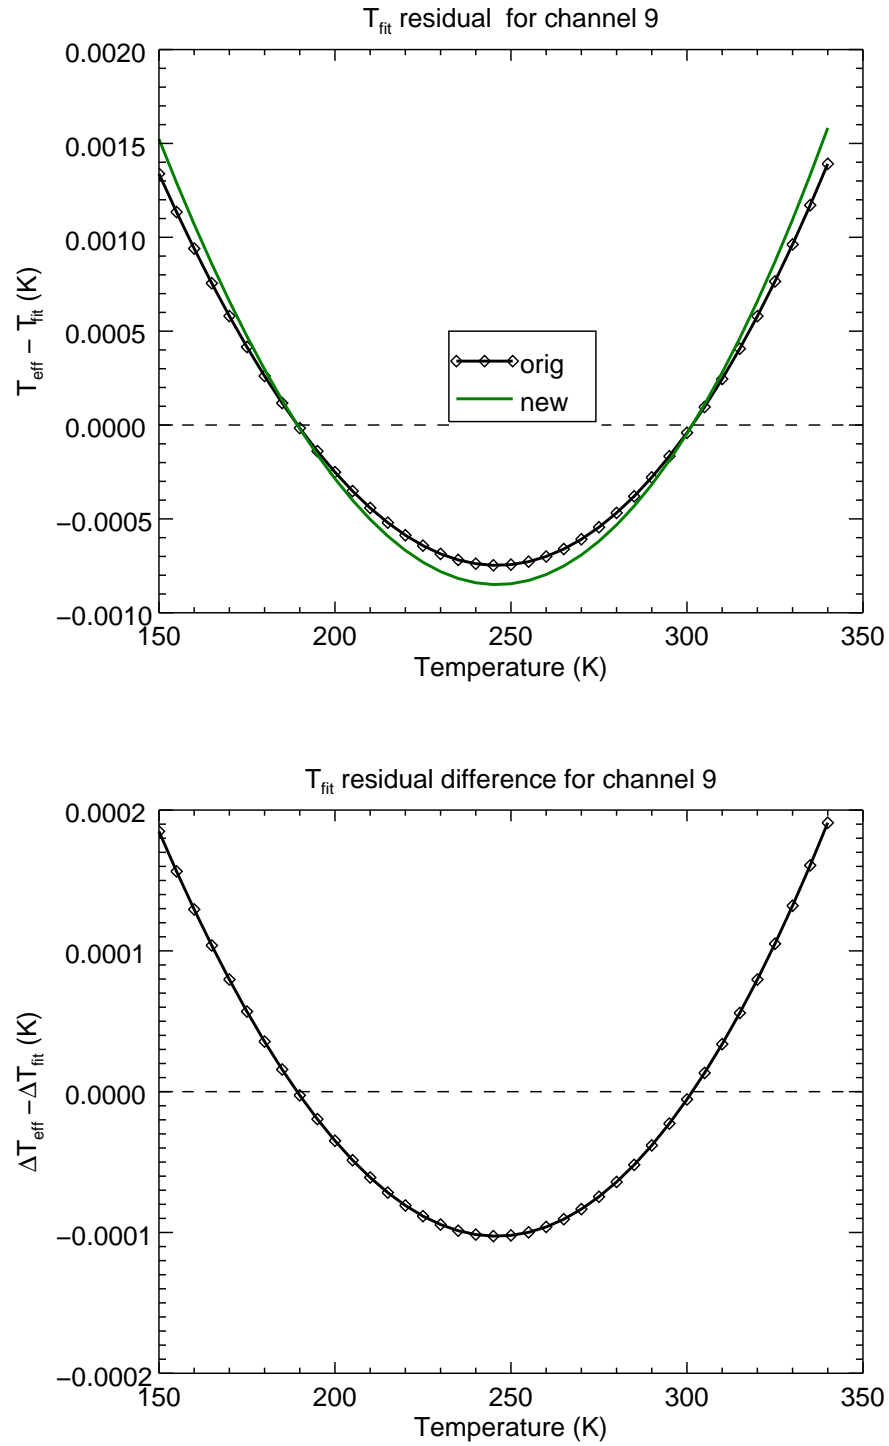 T_fit residual  for channel 9
0.0020
0.0015
0.0010
0.0005
0.0000
−0.0005
−0.0010
T_eff − T_fit (K)
orig
new
150 200 250 300 350
Temperature (K)
T_fit residual difference for channel 9
0.0002
0.0001
0.0000
−0.0001
−0.0002
ΔT_eff −ΔT_fit (K)
150 200 250 300 350
Temperature (K)